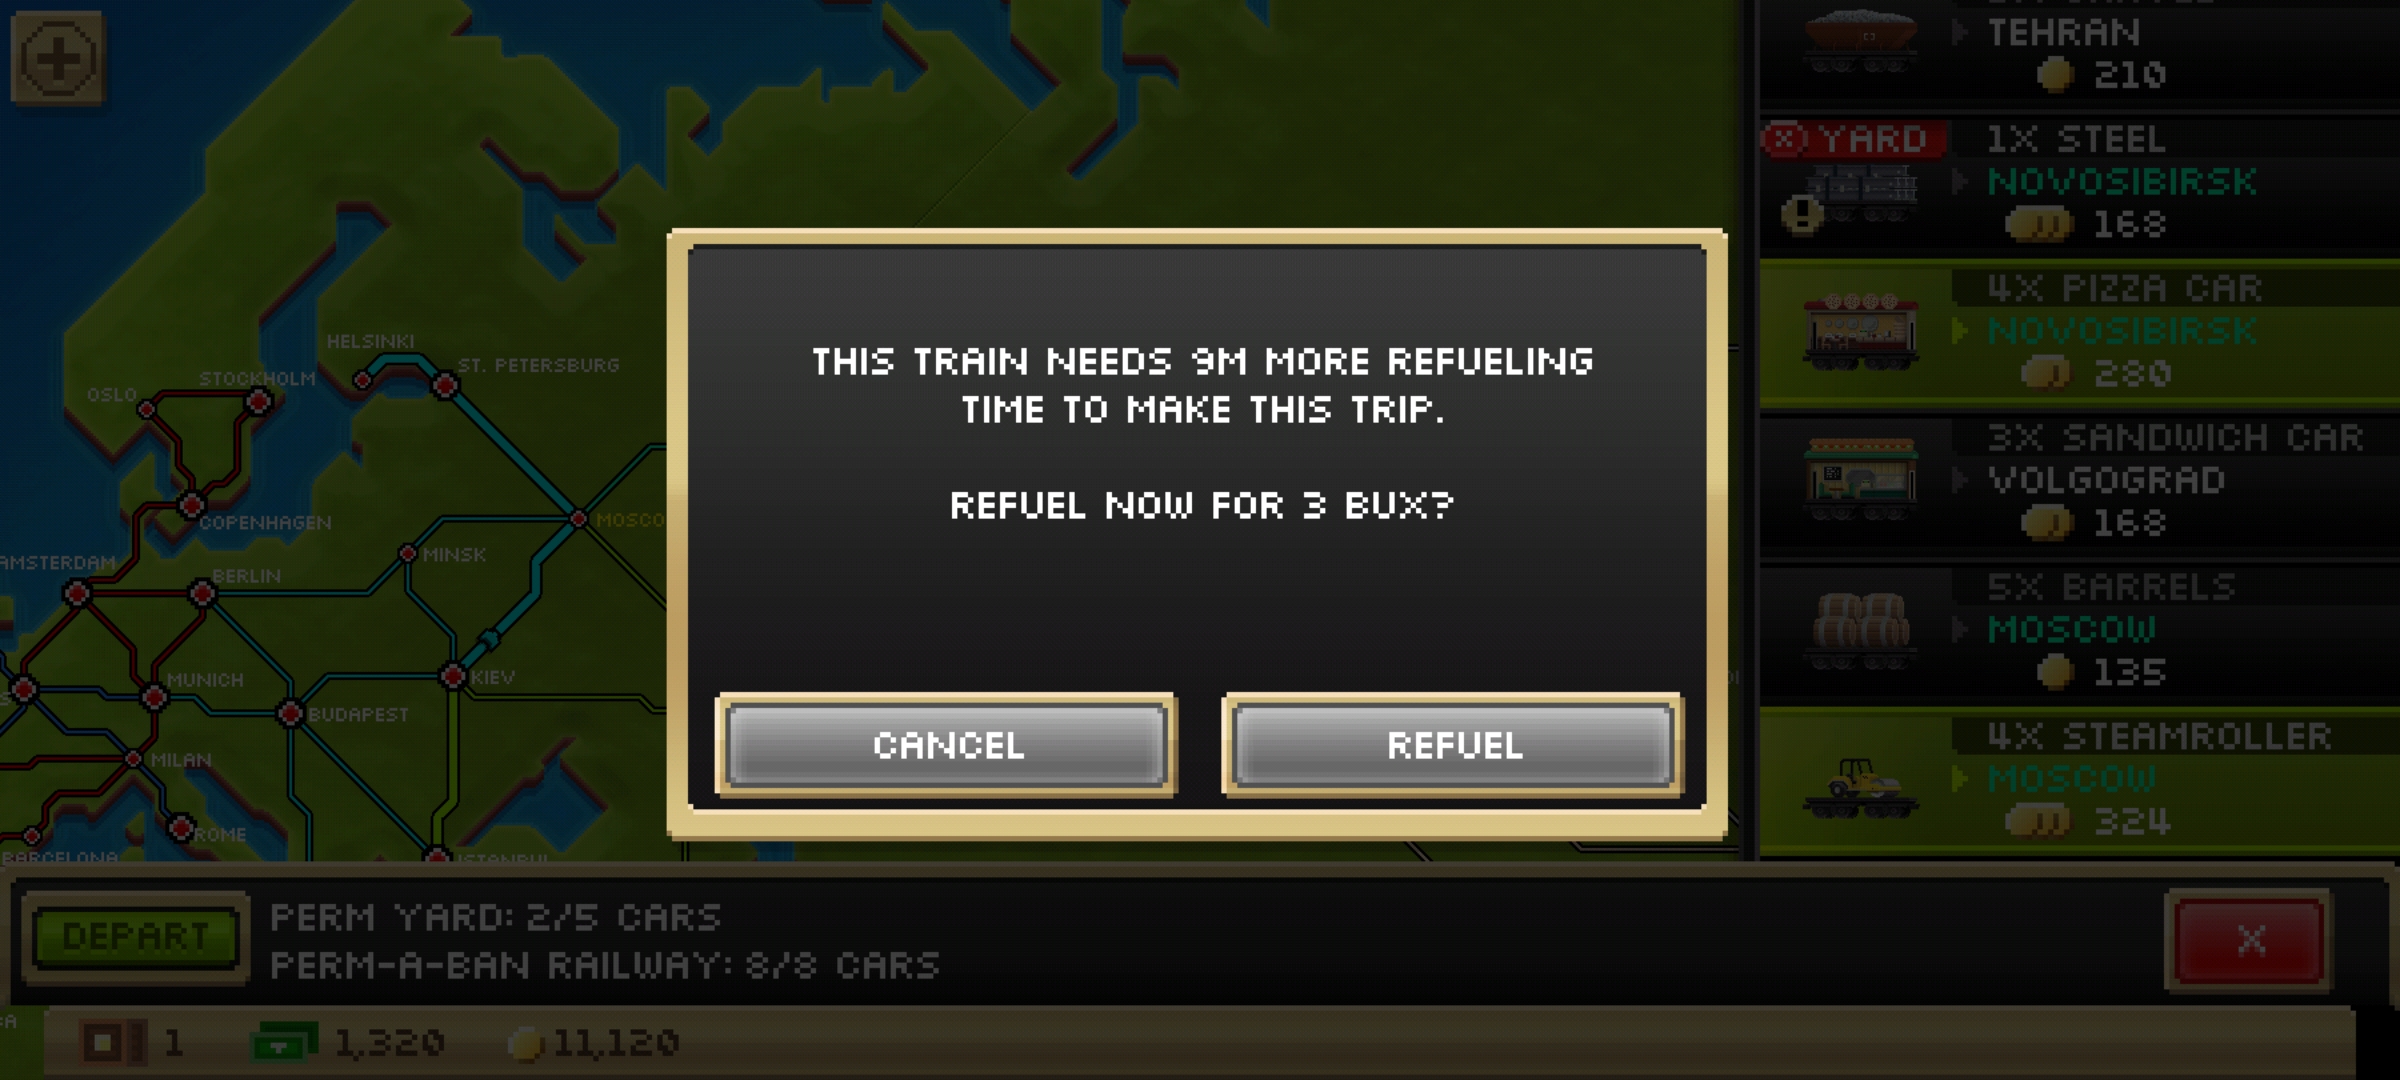 TEHRAN
210
YARD
1X STEEL
NOVOSIBIRSK
168
4X PIZZA CAR
NOVOSIBIRSK
280
3X SANDWICH CAR
VOLGOGRAD
168
5X BARRELS
MOSCOW
135
4X STEAMROLLER
MOSCOW
324
HELSINKI
ST. PETERSBURG
STOCKHOLM
OSLO
COPENHAGEN
MOSCO
MINSK
AMSTERDAM
BERLIN
MUNICH
KIEV
BUDAPEST
MILAN
ROME
BARCELONA
ISTANBUL
THIS TRAIN NEEDS 9M MORE REFUELING
TIME TO MAKE THIS TRIP.
REFUEL NOW FOR 3 BUX?
CANCEL
REFUEL
DEPART
PERM YARD: 2/5 CARS
PERM-A-BAN RAILWAY: 8/8 CARS
X
1
1,320
11,120